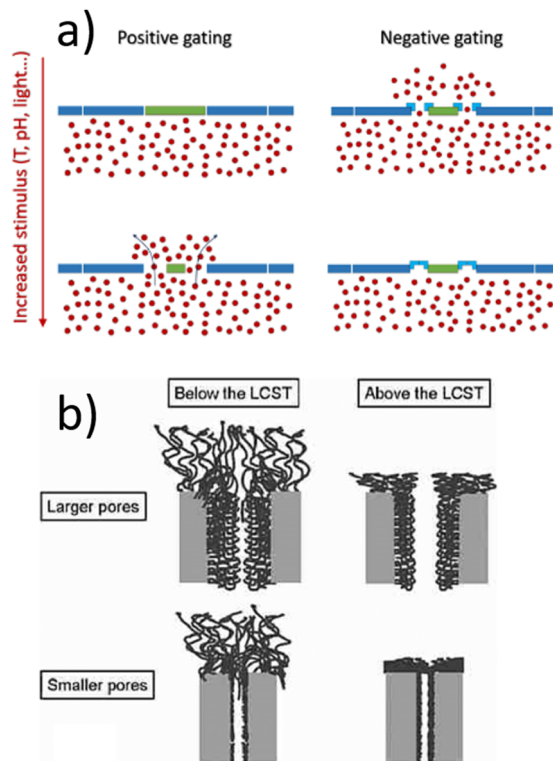 a)
Positive gating
Negative gating
Increased stimulus (T, pH, light...)
b)
Below the LCST
Above the LCST
Larger pores
Smaller pores